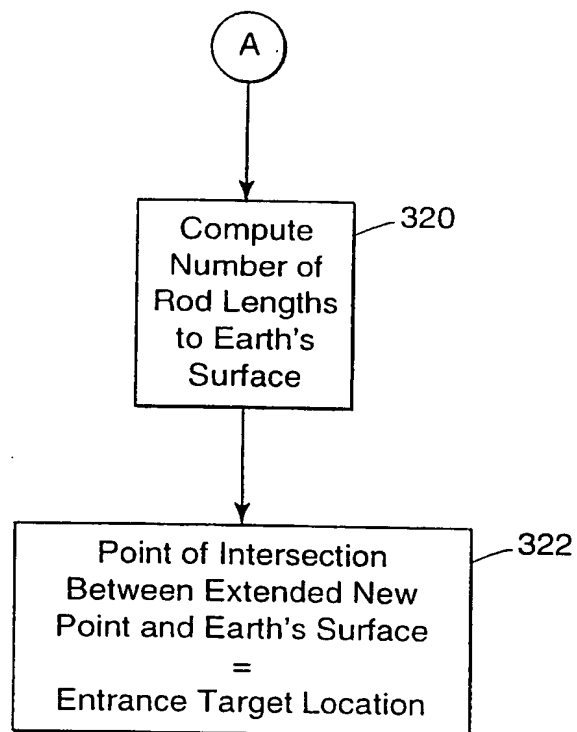 A
Compute
Number of
Rod Lengths
to Earth's
Surface
320
Point of Intersection
Between Extended New
Point and Earth's Surface
=
Entrance Target Location
322